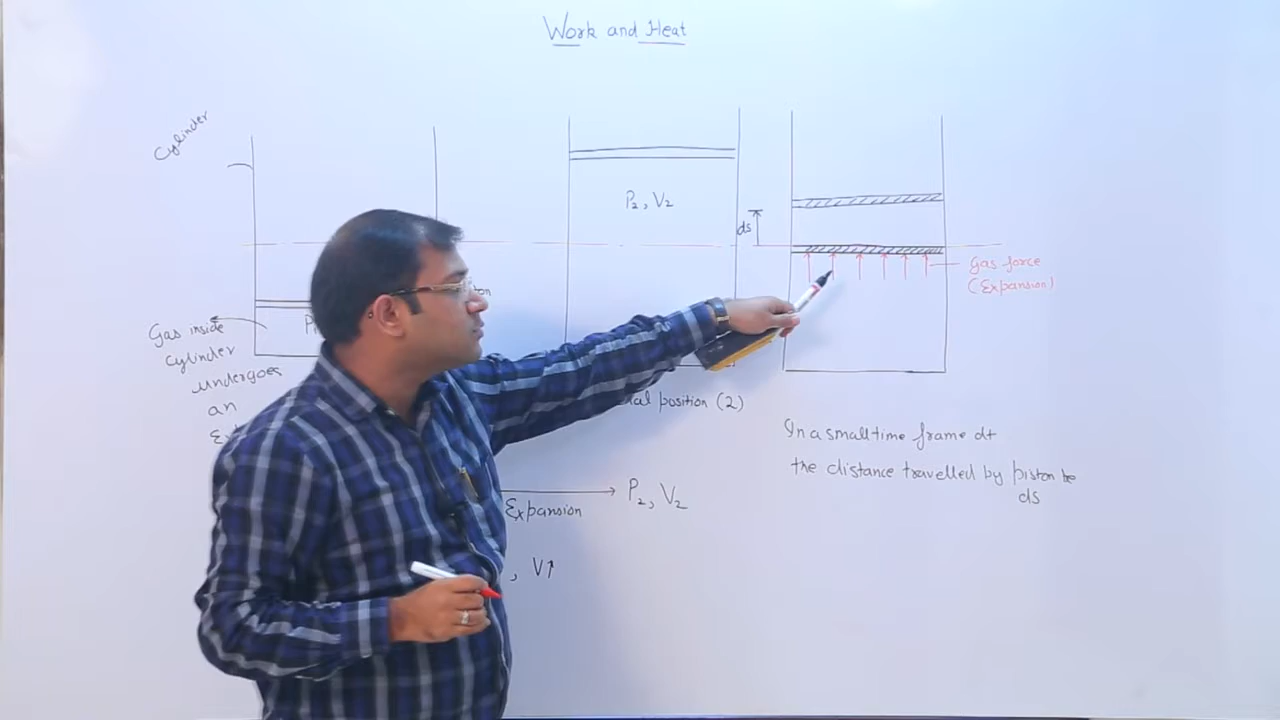 Work and Heat
Cylinder
P₂, V₂
ds
Gas force
(Expansion)
Gas inside
cylinder
undergoes
an
position (2)
In a small time frame dt
the distance travelled by piston be
ds
Expansion
P₂, V₂
, V↑